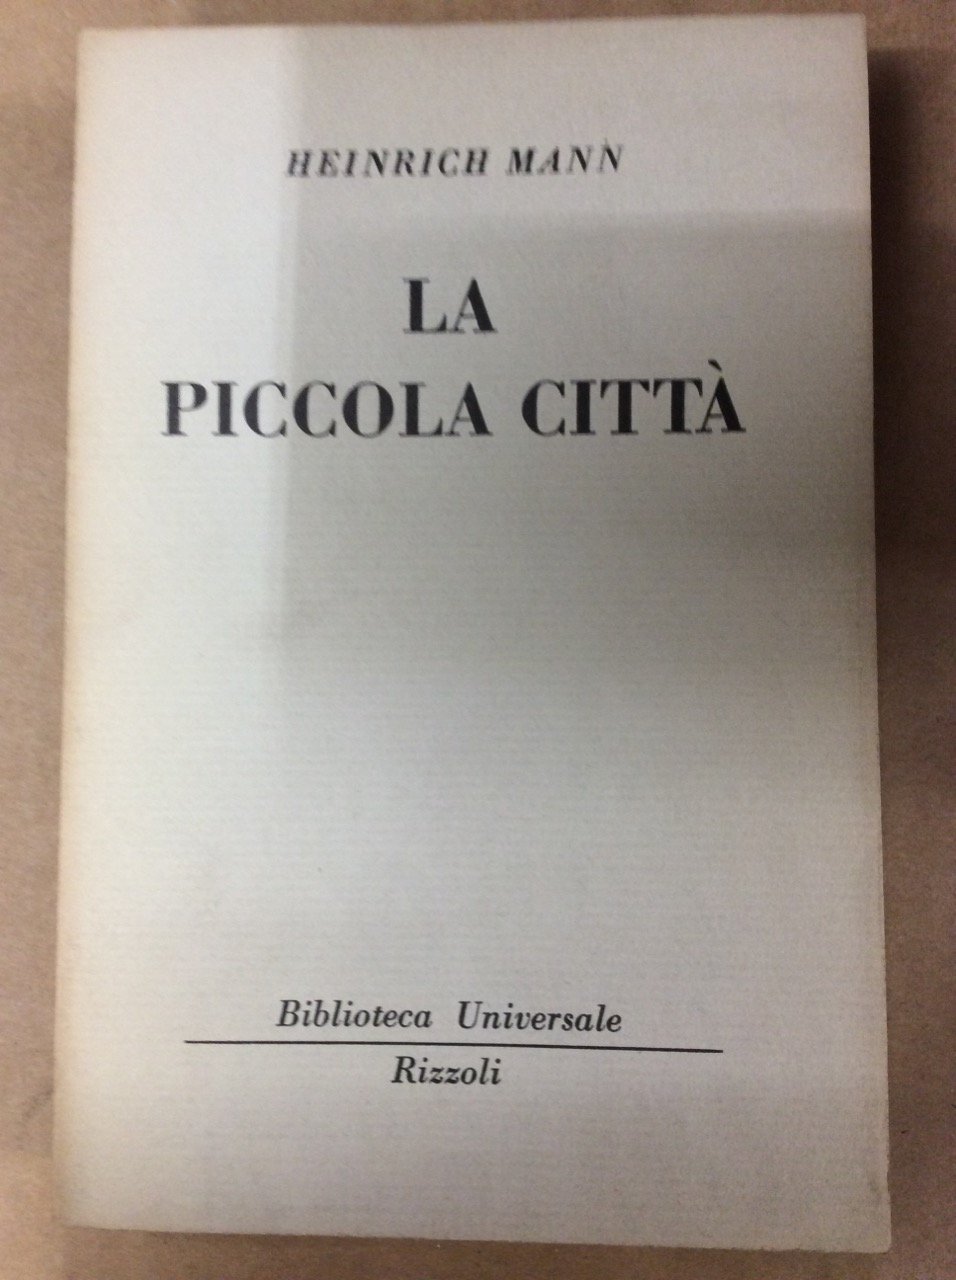 HEINRICH MANN
LA
PICCOLA CITTÀ
Biblioteca Universale
Rizzoli